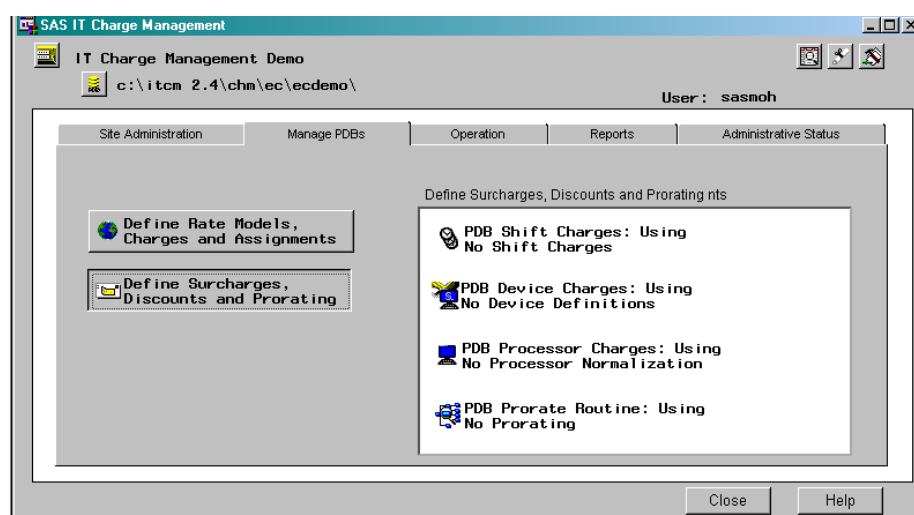 SAS IT Charge Management
IT Charge Management Demo
c:\itcm 2.4\chm\ec\ecdemo\
User: sasmoh
Site Administration
Manage PDBs
Operation
Reports
Administrative Status
Define Rate Models,
Charges and Assignments
Define Surcharges,
Discounts and Prorating
Define Surcharges, Discounts and Prorating nts
PDB Shift Charges: Using
No Shift Charges
PDB Device Charges: Using
No Device Definitions
PDB Processor Charges: Using
No Processor Normalization
PDB Prorate Routine: Using
No Prorating
Close
Help